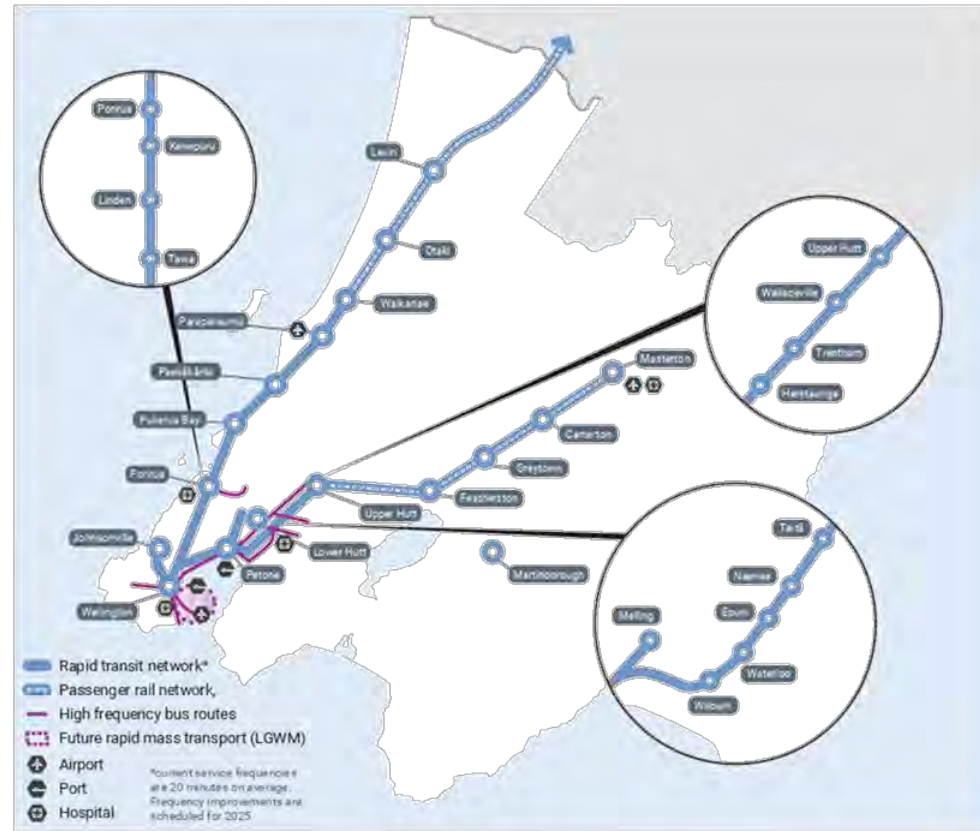 Porirua
Kenepuru
Linden
Tawa
Levin
Otaki
Waikanae
Paraparaumu
Paekākāriki
Pukerua Bay
Porirua
Johnsonville
Wellington
Petone
Lower Hutt
Upper Hutt
Featherston
Greytown
Carterton
Masterton
Martinborough
Upper Hutt
Wallaceville
Trentham
Heretaunga
Taitā
Naenae
Epuni
Waterloo
Woburn
Melling
Rapid transit network*
Passenger rail network,
High frequency bus routes
Future rapid mass transport (LGWM)
Airport
Port
Hospital
*current service frequencies
are 20 minutes on average.
Frequency improvements are
scheduled for 2025